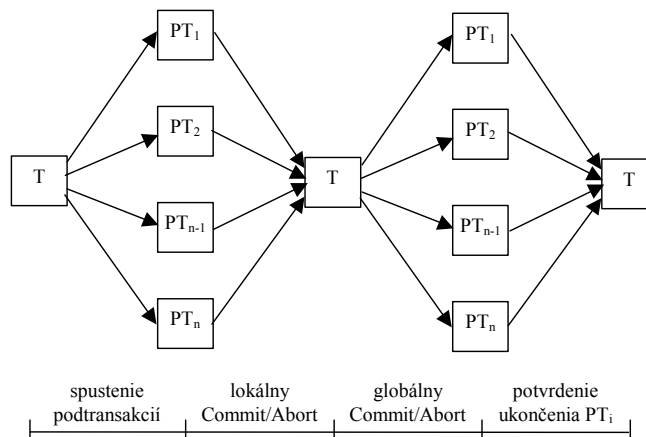 PT1
PT1
PT2
PT2
T
T
T
PTn-1
PTn-1
PTn
PTn
spustenie
podtransakcií
lokálny
Commit/Abort
globálny
Commit/Abort
potvrdenie
ukončenia PTi